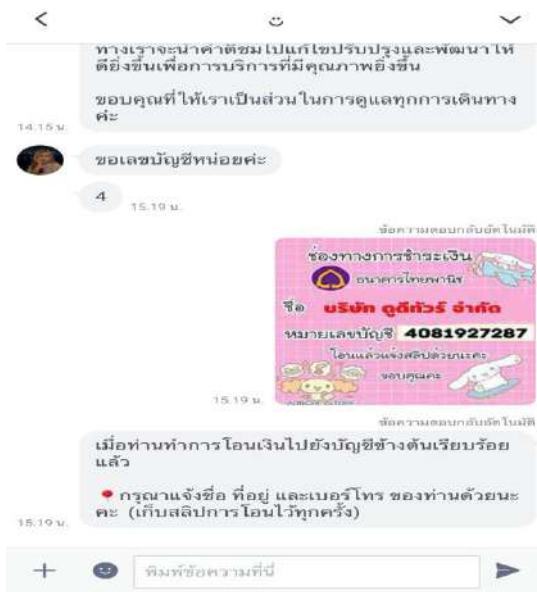 ทางเราจะนำคำติชมไปแก้ไขปรับปรุงและพัฒนาให้
ดียิ่งขึ้นเพื่อการบริการที่มีคุณภาพยิ่งขึ้น
ขอบคุณที่ให้เราเป็นส่วนในการดูแลทุกการเดินทาง
ค่ะ
14.15 น.
ขอเลขบัญชีหน่อยค่ะ
4
15.19 น.
ข้อความตอบกลับอัตโนมัติ
ช่องทางการชำระเงิน
ธนาคารไทยพานิช
ชื่อ บริษัท ดูดีทัวร์ จำกัด
หมายเลขบัญชี 4081927287
โอนแล้วแจ้งสลิปด้วยนะคะ
ขอบคุณคะ
15.19 น.
ข้อความตอบกลับอัตโนมัติ
เมื่อท่านทำการโอนเงินไปยังบัญชีข้างต้นเรียบร้อย
แล้ว
กรุณาแจ้งชื่อ ที่อยู่ และเบอร์โทร ของท่านด้วยนะ
คะ (เก็บสลิปการโอนไว้ทุกครั้ง)
15.19 น.
พิมพ์ข้อความที่นี่